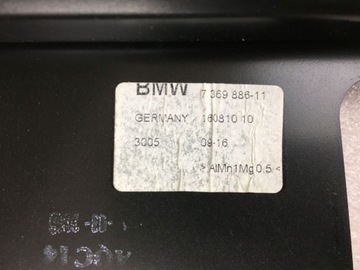 BMW 7 369 886-11
GERMANY 160810 10
3005 09-16
>AlMn1Mg0.5<